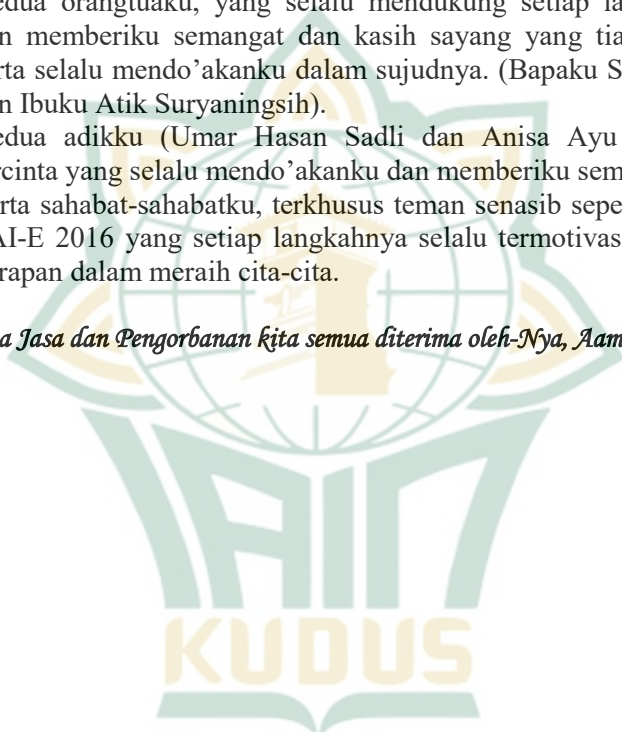 edua orangtuaku, yang selalu mendukung setiap la
n memberiku semangat dan kasih sayang yang tia
rta selalu mendo’akanku dalam sujudnya. (Bapaku S
n Ibuku Atik Suryaningsih).
edua adikku (Umar Hasan Sadli dan Anisa Ayu
rcinta yang selalu mendo’akanku dan memberiku sem
erta sahabat-sahabatku, terkhusus teman senasib sepe
AI-E 2016 yang setiap langkahnya selalu termotivas
rapan dalam meraih cita-cita.
a Jasa dan Pengorbanan kita semua diterima oleh-Nya, Aam
IAIN
KUDUS